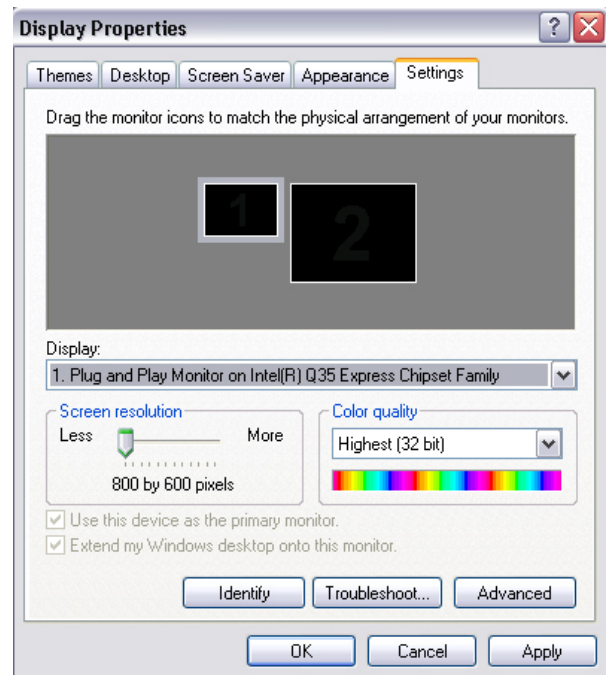 Display Properties
Themes Desktop Screen Saver Appearance Settings
Drag the monitor icons to match the physical arrangement of your monitors.
1 2
Display:
1. Plug and Play Monitor on Intel(R) Q35 Express Chipset Family
Screen resolution
Less More
800 by 600 pixels
Color quality
Highest (32 bit)
Use this device as the primary monitor.
Extend my Windows desktop onto this monitor.
Identify Troubleshoot... Advanced
OK Cancel Apply